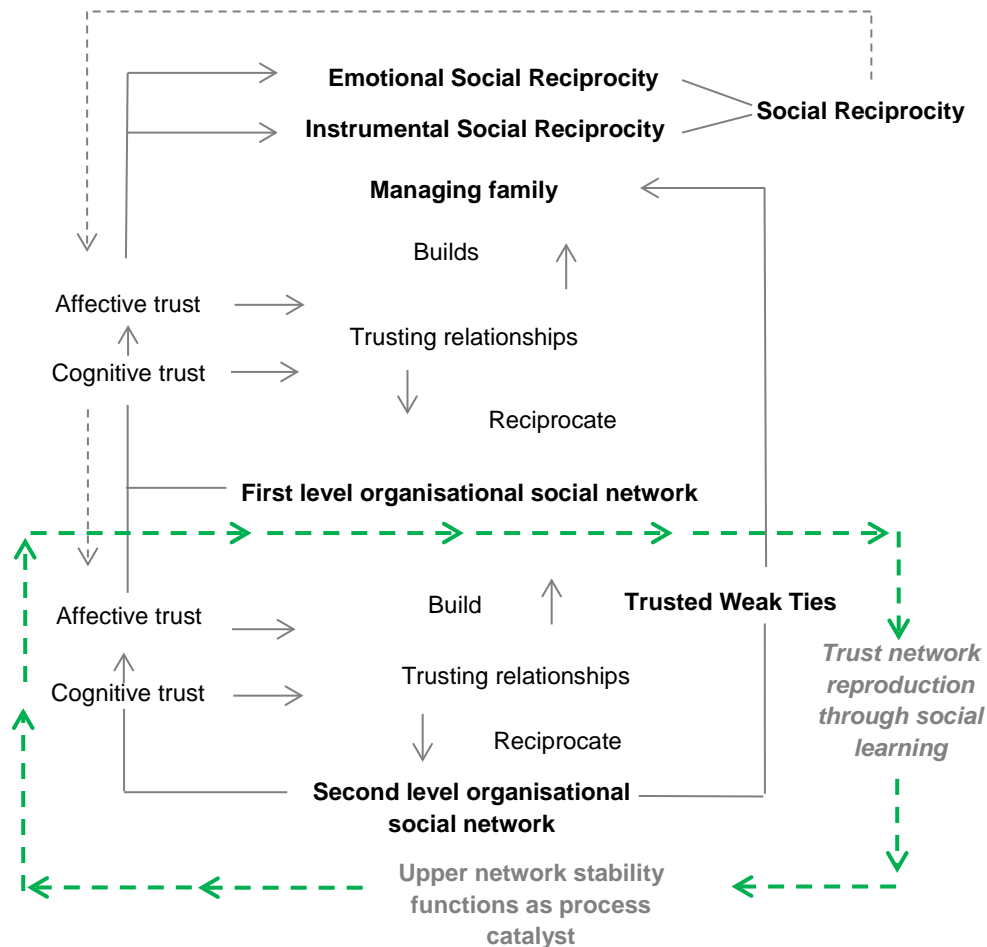 Emotional Social Reciprocity
Social Reciprocity
Instrumental Social Reciprocity
Managing family
Builds
Affective trust
Trusting relationships
Cognitive trust
Reciprocate
First level organisational social network
Build
Trusted Weak Ties
Affective trust
Trust network
reproduction
through social
learning
Trusting relationships
Cognitive trust
Reciprocate
Second level organisational
social network
Upper network stability
functions as process
catalyst